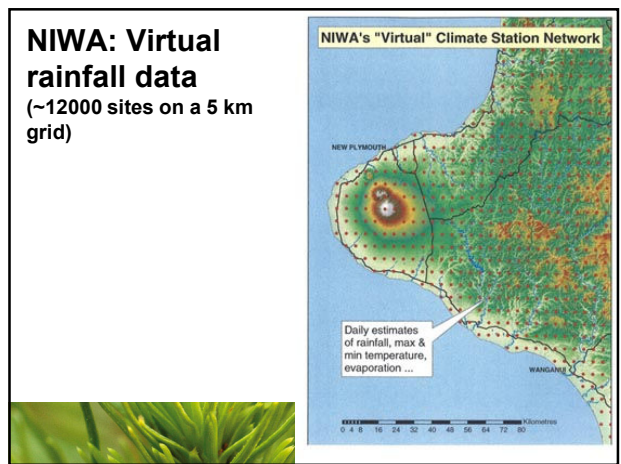 NIWA: Virtual
rainfall data
(~12000 sites on a 5 km
grid)
NIWA's "Virtual" Climate Station Network
NEW PLYMOUTH
Daily estimates
of rainfall, max &
min temperature,
evaporation ...
WANGANUI
Kilometres
0 4 8 16 24 32 40 48 56 64 72 80